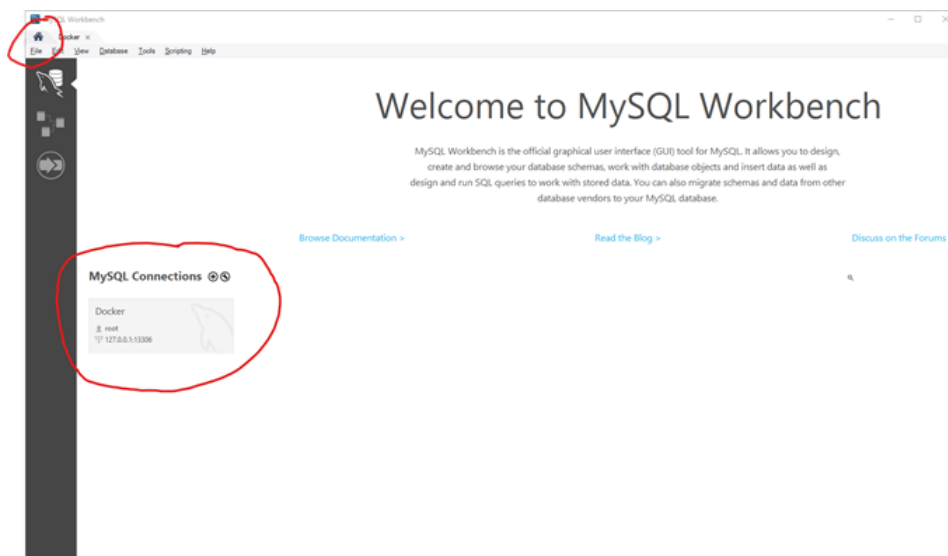 MySQL Workbench
Docker ×
File Edit View Database Tools Scripting Help
Welcome to MySQL Workbench
MySQL Workbench is the official graphical user interface (GUI) tool for MySQL. It allows you to design,
create and browse your database schemas, work with database objects and insert data as well as
design and run SQL queries to work with stored data. You can also migrate schemas and data from other
database vendors to your MySQL database.
Browse Documentation > Read the Blog > Discuss on the Forums
MySQL Connections
Docker
root
127.0.0.1:13306